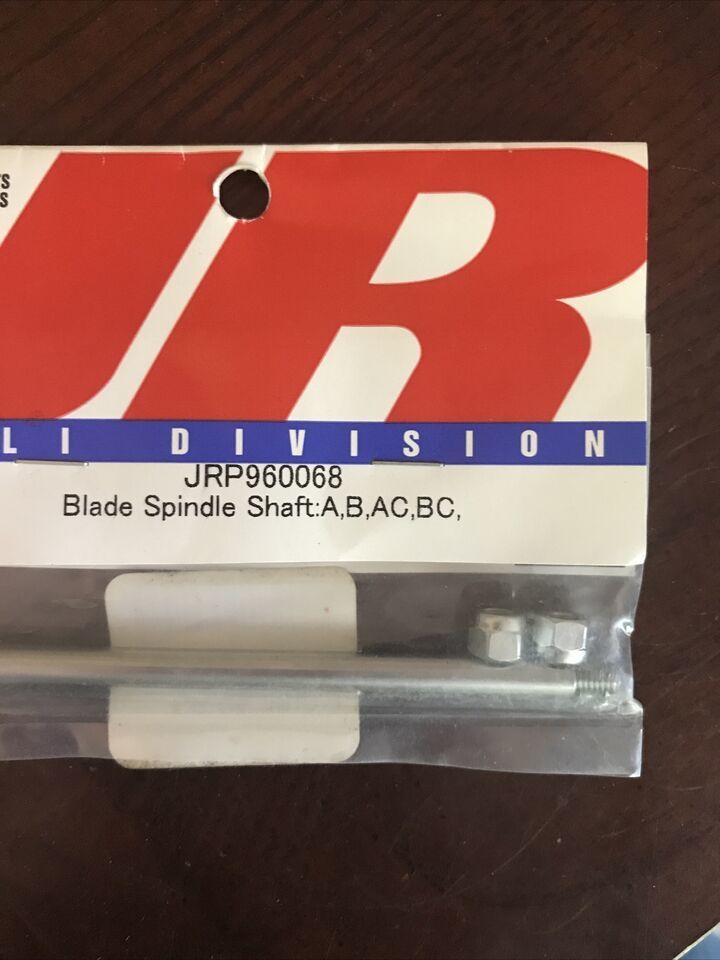 JR
LI DIVISION
JRP960068
Blade Spindle Shaft:A,B,AC,BC,